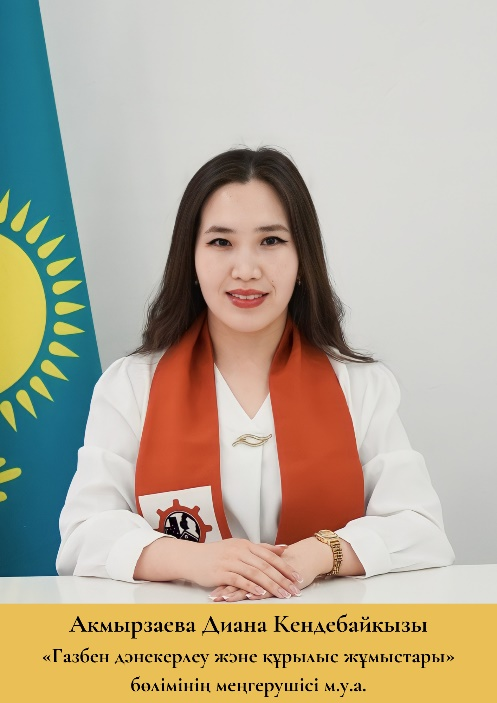 Акмырзаева Диана Кендебайкызы
«Газбен дәнекерлеу және құрылыс жұмыстары»
бөлімінің меңгерушісі м.у.а.